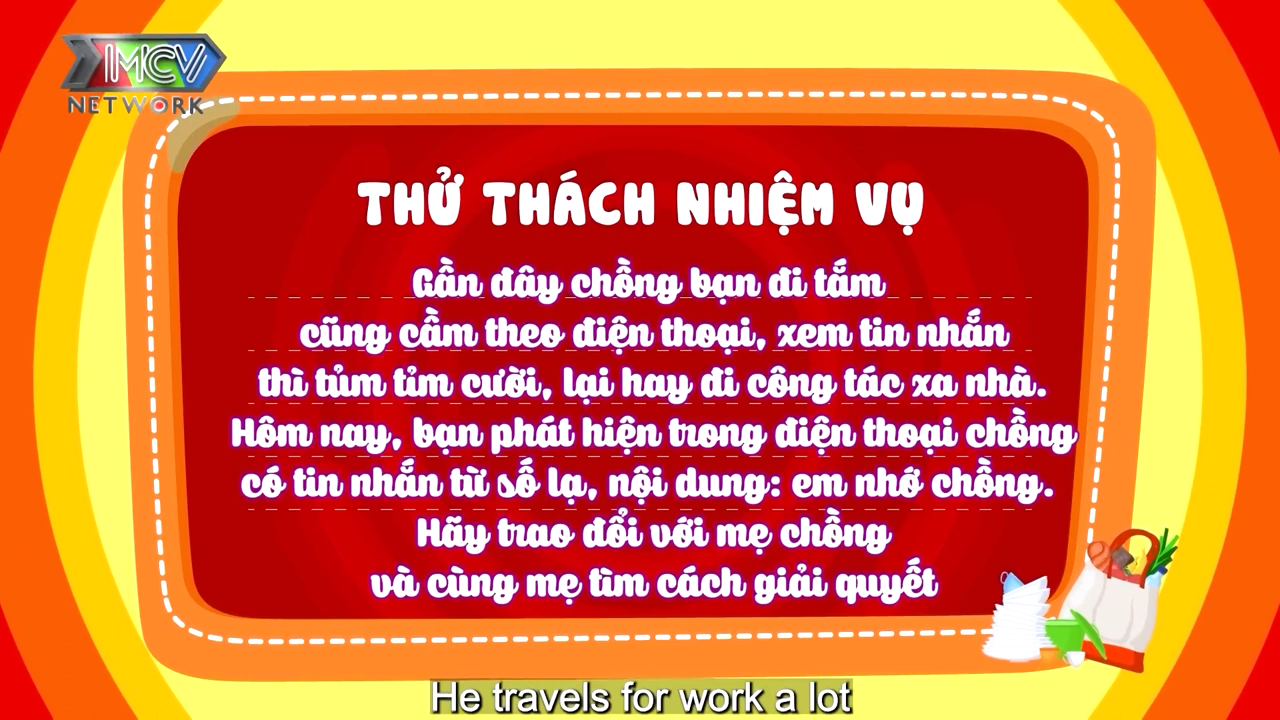 MCV
NETWORK
THỬ THÁCH NHIỆM VỤ
Gần đây chồng bạn đi tắm
cũng cầm theo điện thoại, xem tin nhắn
thì tủm tỉm cười, lại hay đi công tác xa nhà.
Hôm nay, bạn phát hiện trong điện thoại chồng
có tin nhắn từ số lạ, nội dung: em nhớ chồng.
Hãy trao đổi với mẹ chồng
và cùng mẹ tìm cách giải quyết
He travels for work a lot